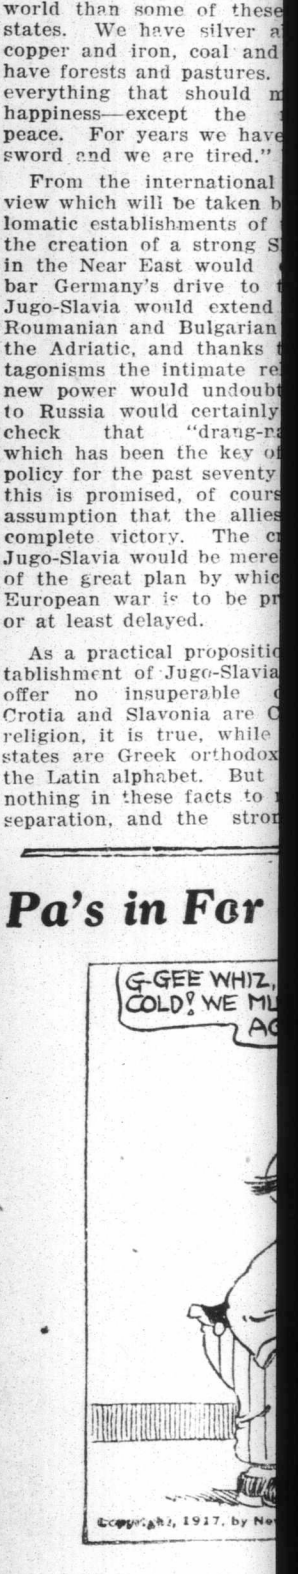 world than some of these
states. We have silver a
copper and iron, coal and
have forests and pastures.
everything that should m
happiness—except the
peace. For years we have
sword and we are tired."
From the international
view which will be taken b
lomatic establishments of
the creation of a strong S
in the Near East would
bar Germany's drive to t
Jugo-Slavia would extend
Roumanian and Bulgarian
the Adriatic, and thanks t
tagonisms the intimate re
new power would undoubt
to Russia would certainly
check that "drang-na
which has been the key of
policy for the past seventy
this is promised, of cours
assumption that the allies
complete victory. The cr
Jugo-Slavia would be mere
of the great plan by whic
European war is to be pr
or at least delayed.
As a practical propositio
tablishment of Jugo-Slavia
offer no insuperable
Crotia and Slavonia are C
religion, it is true, while
states are Greek orthodox
the Latin alphabet. But
nothing in these facts to
separation, and the stron
Pa's in For
G-GEE WHIZ,
COLD! WE MU
AG
Copyright, 1917, by Ne